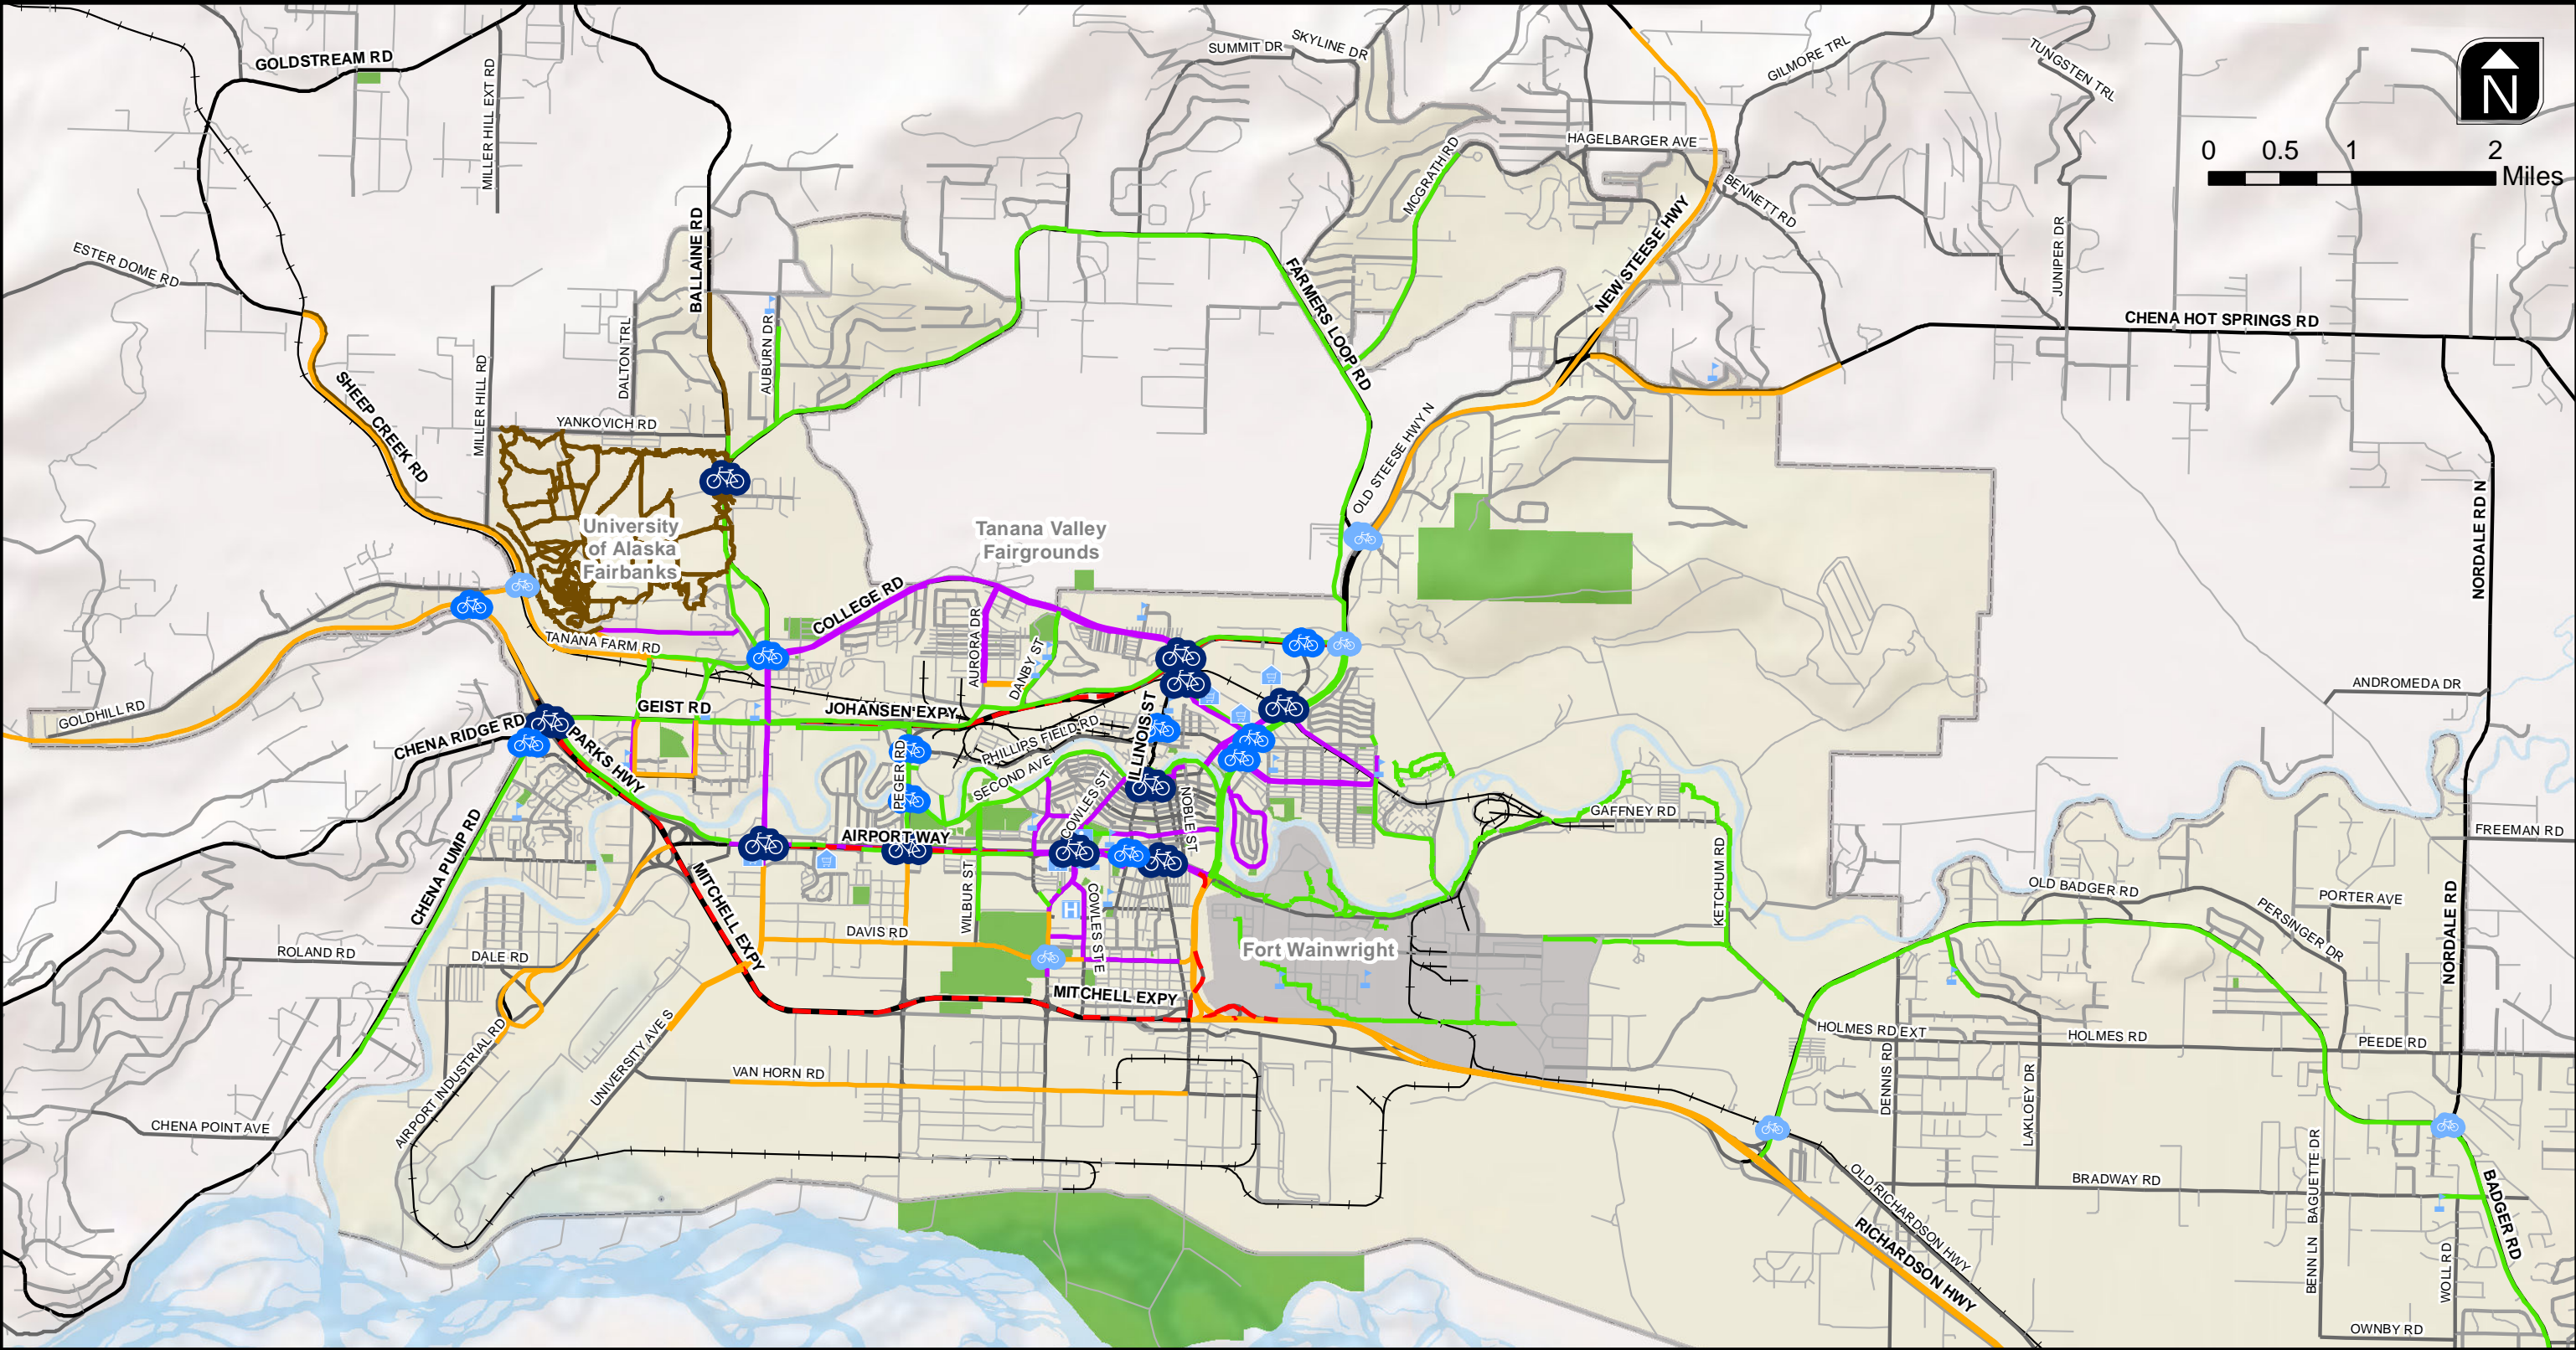 GOLDSTREAM RD
MILLER HILL EXT RD
SUMMIT DR
SKYLINE DR
GILMORE TRL
TUNGSTEN TRL
N
0 0.5 1 2
Miles
HAGELBARGER AVE
MCGRATH RD
BENNETT RD
ESTER DOME RD
BALLAINE RD
NEW STEESE HWY
JUNIPER DR
FARMERS LOOP RD
CHENA HOT SPRINGS RD
DALTON TRL
AUBURN DR
MILLER HILL RD
SHEEP CREEK RD
YANKOVICH RD
OLD STEESE HWY N
University
of Alaska
Fairbanks
Tanana Valley
Fairgrounds
NORDALE RD N
COLLEGE RD
TANANA FARM RD
AURORA DR
DANBY ST
ANDROMEDA DR
GOLDHILL RD
GEIST RD
JOHANSEN EXPY
CHENA RIDGE RD
PARKS HWY
PHILLIPS FIELD RD
ILLINOIS ST
PEGER RD
SECOND AVE
COWLES ST
NOBLE ST
GAFFNEY RD
FREEMAN RD
AIRPORT WAY
CHENA PUMP RD
MITCHELL EXPY
WILBUR ST
COWLES ST E
H
KETCHUM RD
OLD BADGER RD
PORTER AVE
PERSINGER DR
NORDALE RD
ROLAND RD
DALE RD
DAVIS RD
Fort Wainwright
MITCHELL EXPY
HOLMES RD EXT
HOLMES RD
PEEDE RD
AIRPORT INDUSTRIAL RD
UNIVERSITY AVE S
VAN HORN RD
DENNIS RD
LAKLOEY DR
CHENA POINT AVE
BAGUETTE DR
BENN LN
BRADWAY RD
OLD RICHARDSON HWY
RICHARDSON HWY
BADGER RD
WOLL RD
OWNBY RD